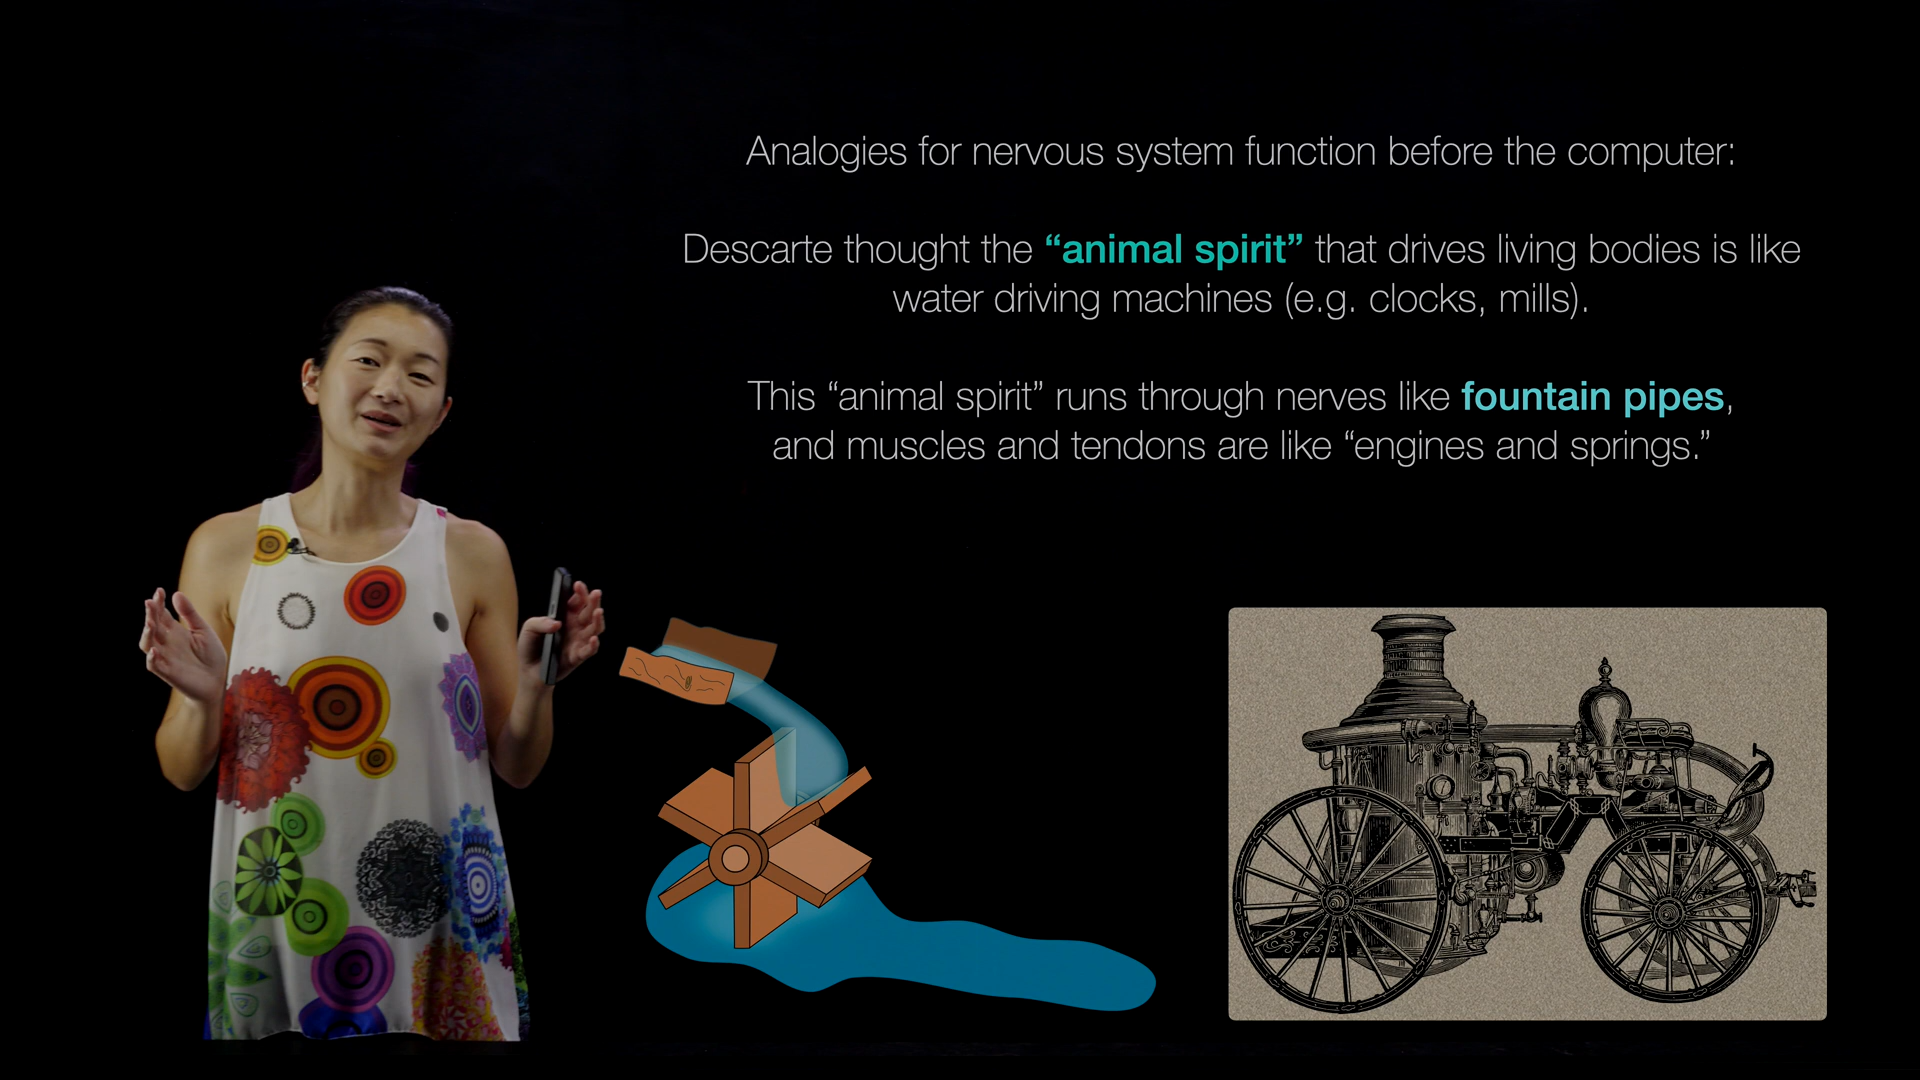 Analogies for nervous system function before the computer:
Descarte thought the “animal spirit” that drives living bodies is like
water driving machines (e.g. clocks, mills).
This “animal spirit” runs through nerves like fountain pipes,
and muscles and tendons are like “engines and springs.”